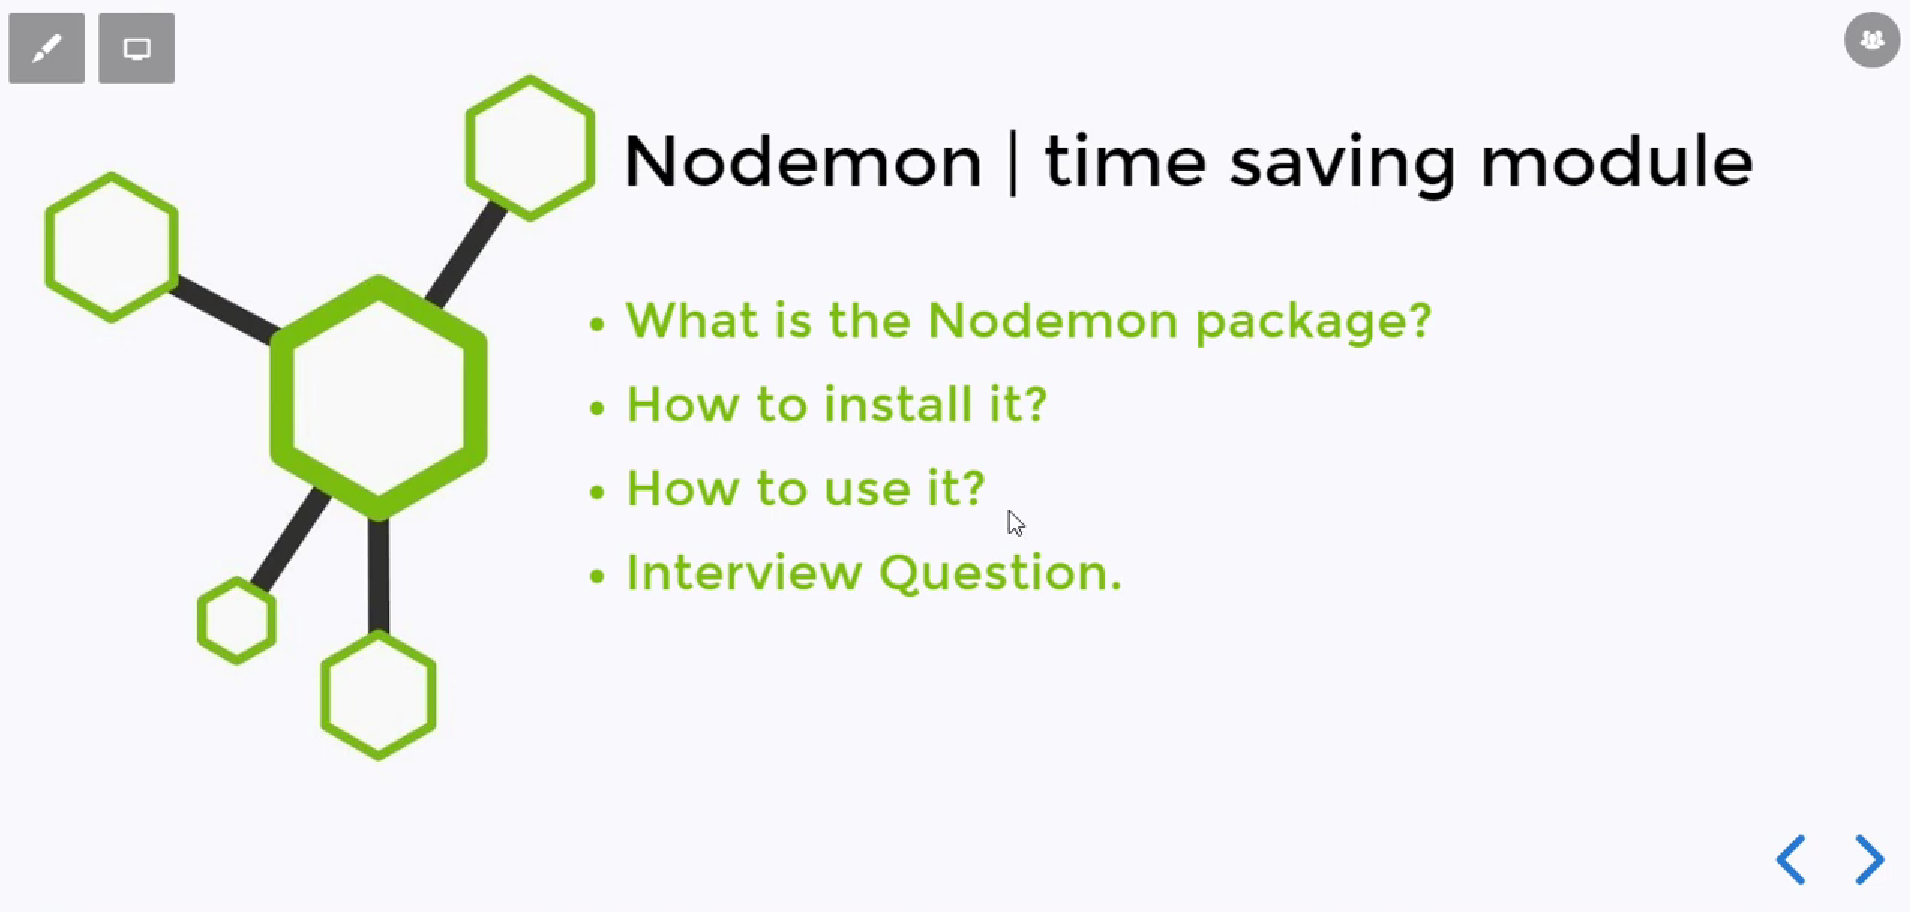 Nodemon | time saving module
• What is the Nodemon package?
• How to install it?
• How to use it?
• Interview Question.